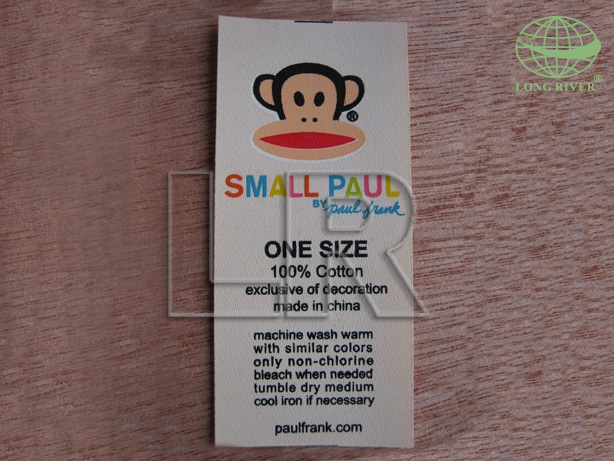 LONG RIVER®
®
SMALL PAUL
BY paul frank
LR
ONE SIZE
100% Cotton
exclusive of decoration
made in china
machine wash warm
with similar colors
only non-chlorine
bleach when needed
tumble dry medium
cool iron if necessary
paulfrank.com